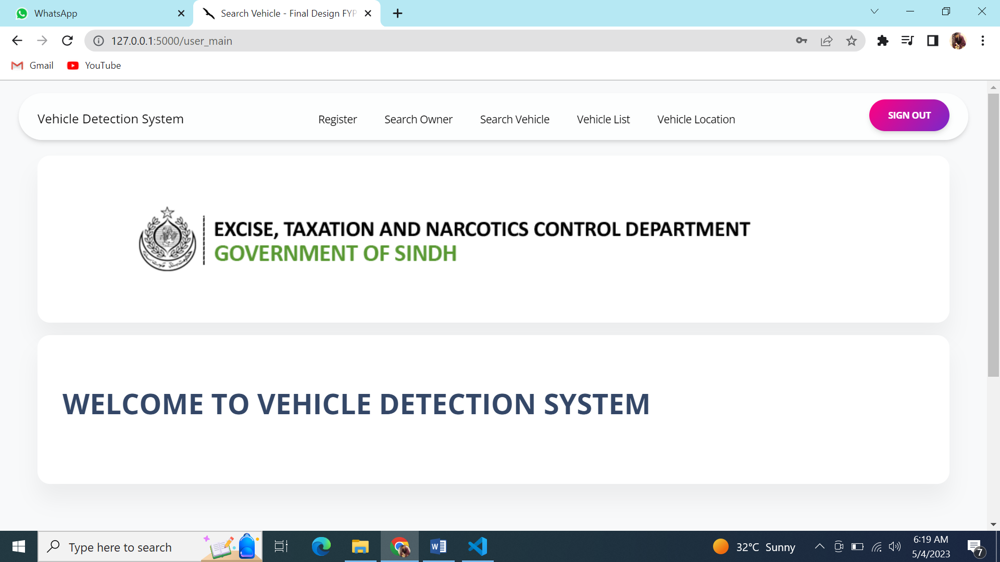 WhatsApp
Search Vehicle - Final Design FYP
127.0.0.1:5000/user_main
Gmail YouTube
Vehicle Detection System Register Search Owner Search Vehicle Vehicle List Vehicle Location SIGN OUT
EXCISE, TAXATION AND NARCOTICS CONTROL DEPARTMENT
GOVERNMENT OF SINDH
WELCOME TO VEHICLE DETECTION SYSTEM
Type here to search
32°C Sunny
6:19 AM
5/4/2023
7